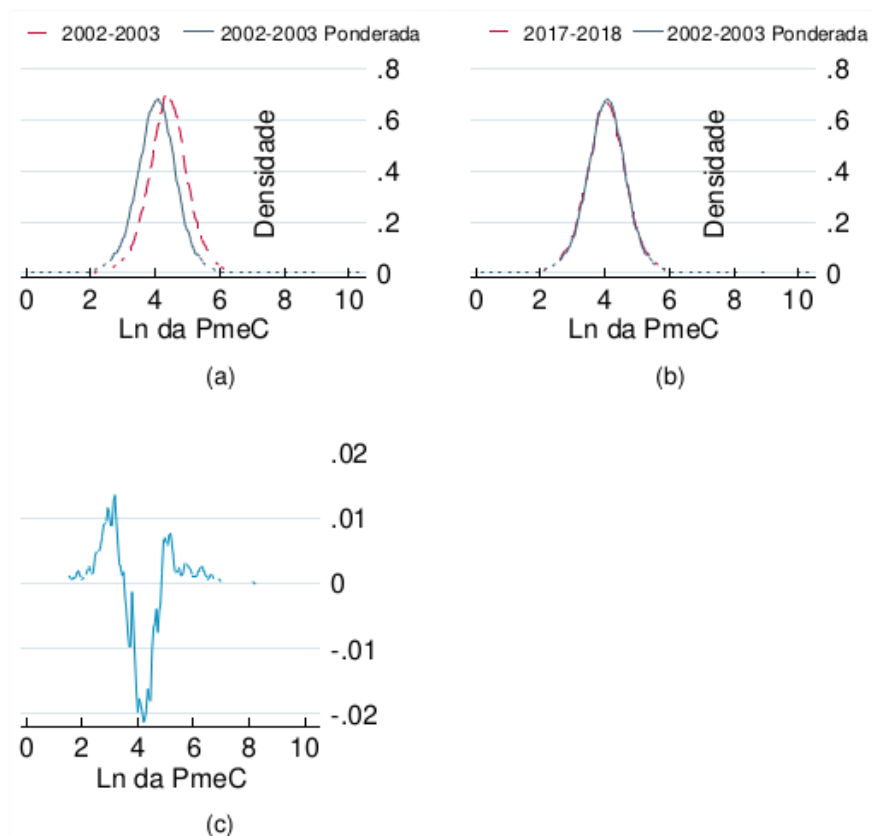 2002-2003 2002-2003 Ponderada
.8
.6
.4
.2
0
Densidade
0 2 4 6 8 10
Ln da PmeC
(a)
2017-2018 2002-2003 Ponderada
.8
.6
.4
.2
0
Densidade
0 2 4 6 8 10
Ln da PmeC
(b)
.02
.01
0
-.01
-.02
0 2 4 6 8 10
Ln da PmeC
(c)